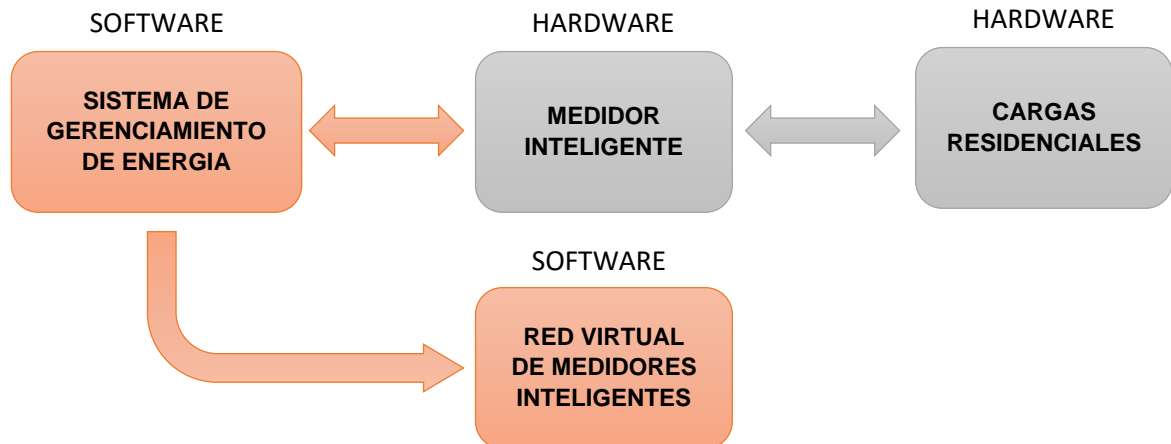 SOFTWARE
SISTEMA DE
GERENCIAMIENTO
DE ENERGIA
HARDWARE
MEDIDOR
INTELIGENTE
HARDWARE
CARGAS
RESIDENCIALES
SOFTWARE
RED VIRTUAL
DE MEDIDORES
INTELIGENTES